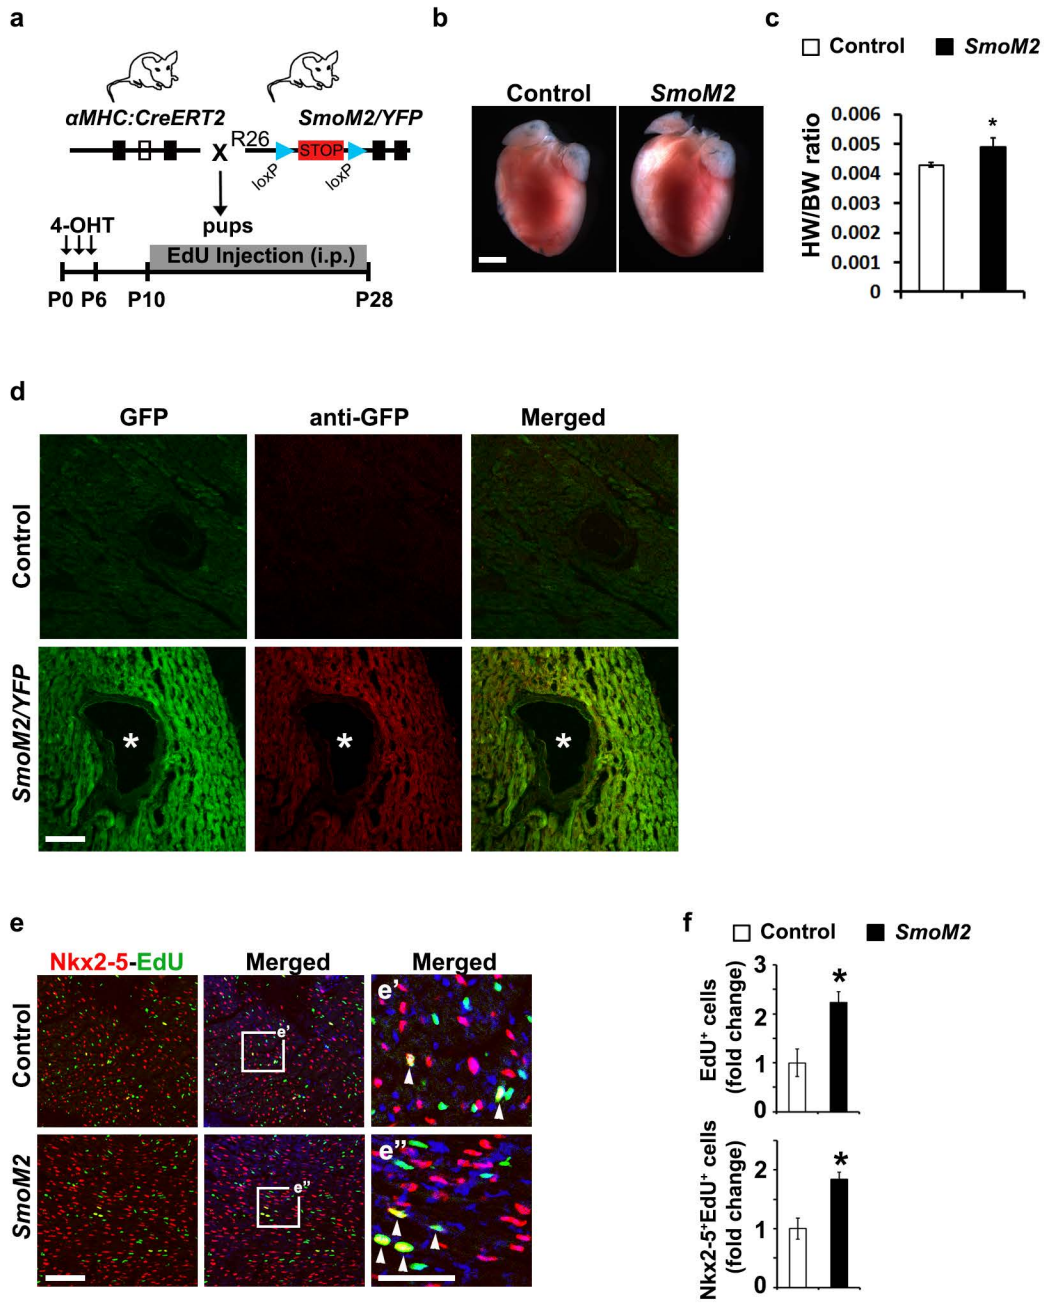 a
αMHC:CreERT2
SmoM2/YFP
R26
STOP
X
loxP
loxP
pups
4-OHT
EdU Injection (i.p.)
P0 P6 P10 P28
b
Control SmoM2
c
Control SmoM2
HW/BW ratio
0.006
0.005
0.004
0.003
0.002
0.001
0
*
d
GFP anti-GFP Merged
Control
SmoM2/YFP
* * *
e
Nkx2-5-EdU Merged Merged
Control
e'
e'
SmoM2
e"
e"
f
Control SmoM2
EdU⁺ cells
(fold change)
3
2
1
0
*
Nkx2-5⁺EdU⁺ cells
(fold change)
2
1
0
*